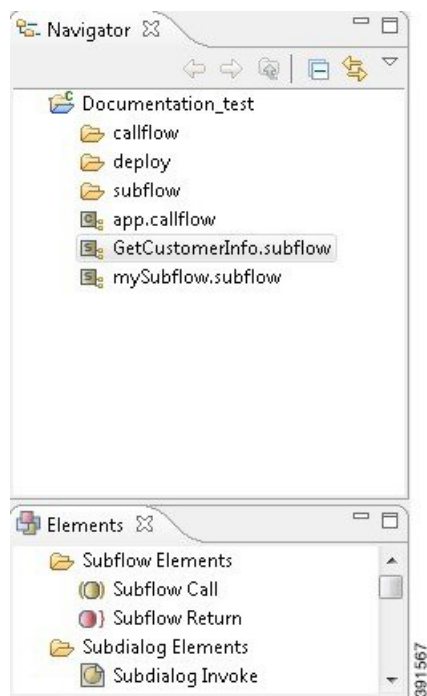 Navigator
Documentation_test
callflow
deploy
subflow
app.callflow
GetCustomerInfo.subflow
mySubflow.subflow
Elements
Subflow Elements
Subflow Call
Subflow Return
Subdialog Elements
Subdialog Invoke
391567